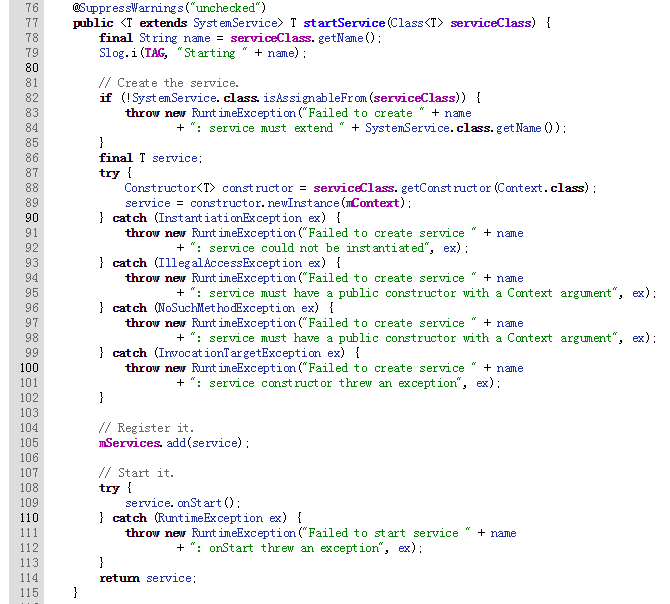 76     @SuppressWarnings("unchecked")
77     public <T extends SystemService> T startService(Class<T> serviceClass) {
78         final String name = serviceClass.getName();
79         Slog.i(TAG, "Starting " + name);
80
81         // Create the service.
82         if (!SystemService.class.isAssignableFrom(serviceClass)) {
83             throw new RuntimeException("Failed to create " + name
84                     + ": service must extend " + SystemService.class.getName());
85         }
86         final T service;
87         try {
88             Constructor<T> constructor = serviceClass.getConstructor(Context.class);
89             service = constructor.newInstance(mContext);
90         } catch (InstantiationException ex) {
91             throw new RuntimeException("Failed to create service " + name
92                     + ": service could not be instantiated", ex);
93         } catch (IllegalAccessException ex) {
94             throw new RuntimeException("Failed to create service " + name
95                     + ": service must have a public constructor with a Context argument", ex);
96         } catch (NoSuchMethodException ex) {
97             throw new RuntimeException("Failed to create service " + name
98                     + ": service must have a public constructor with a Context argument", ex);
99         } catch (InvocationTargetException ex) {
100             throw new RuntimeException("Failed to create service " + name
101                     + ": service constructor threw an exception", ex);
102         }
103
104         // Register it.
105         mServices.add(service);
106
107         // Start it.
108         try {
109             service.onStart();
110         } catch (RuntimeException ex) {
111             throw new RuntimeException("Failed to start service " + name
112                     + ": onStart threw an exception", ex);
113         }
114         return service;
115     }